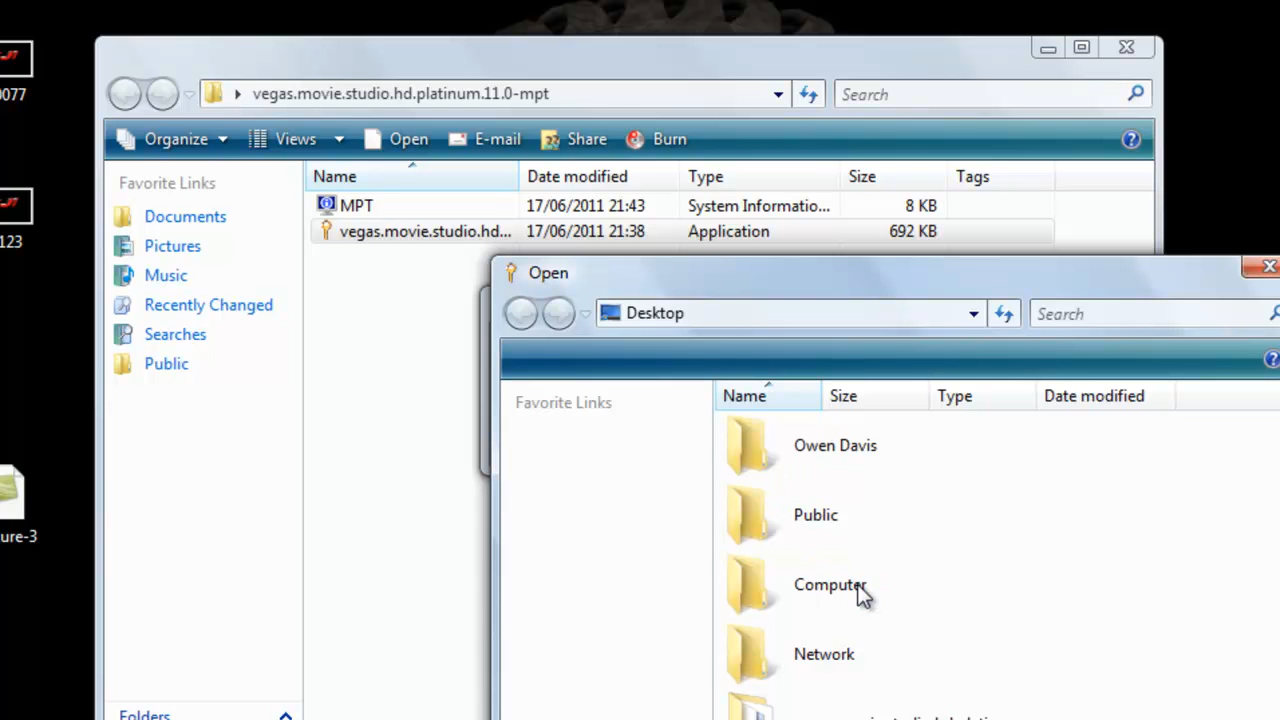 0077
123
ure-3
vegas.movie.studio.hd.platinum.11.0-mpt
Search
Organize
Views
Open
E-mail
Share
Burn
Favorite Links
Documents
Pictures
Music
Recently Changed
Searches
Public
Folders
Name
Date modified
Type
Size
Tags
MPT
17/06/2011 21:43
System Informatio...
8 KB
vegas.movie.studio.hd...
17/06/2011 21:38
Application
692 KB
Open
Desktop
Search
Favorite Links
Name
Size
Type
Date modified
Owen Davis
Public
Computer
Network